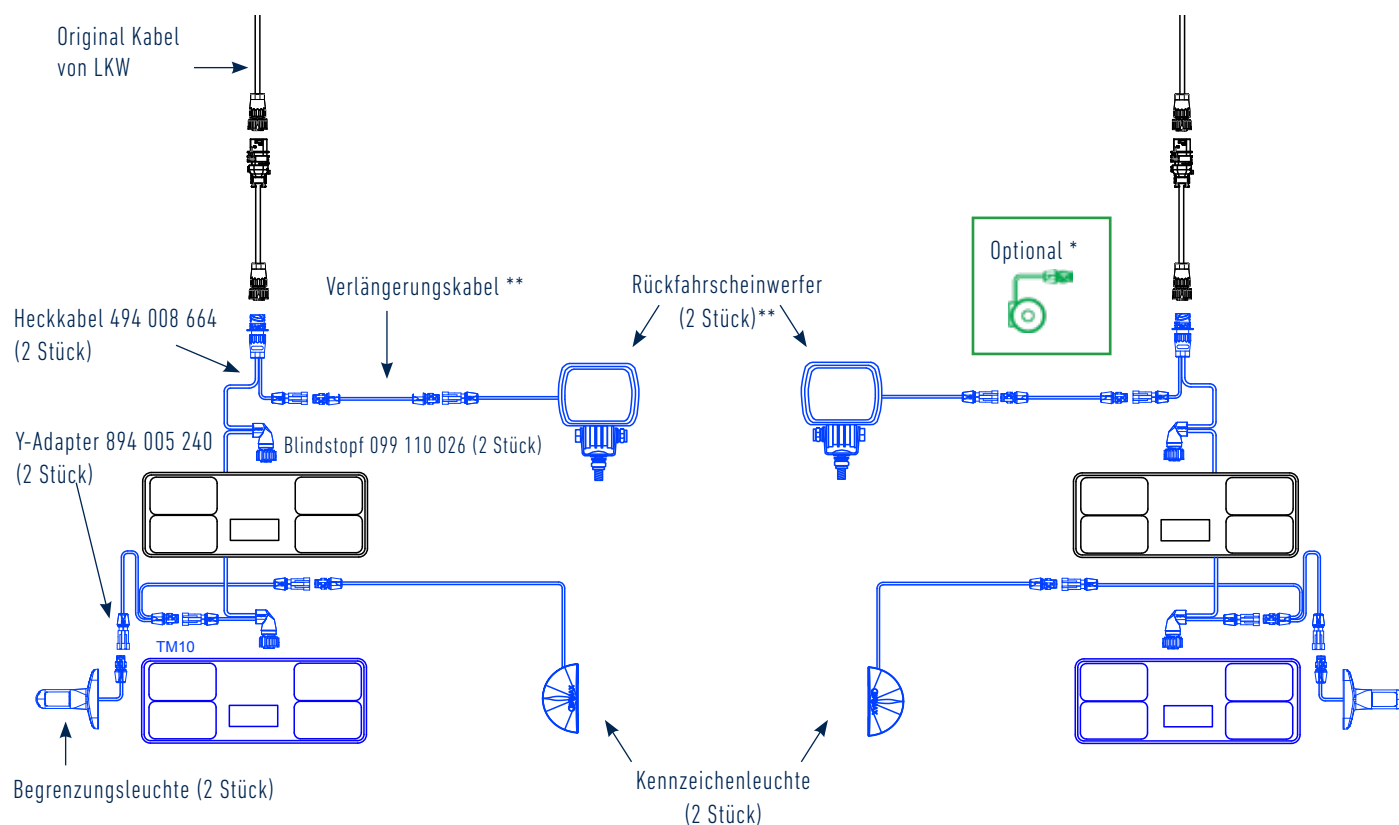 Original Kabel
von LKW
Optional *
Verlängerungskabel **
Rückfahrscheinwerfer
(2 Stück)**
Heckkabel 494 008 664
(2 Stück)
Y-Adapter 894 005 240
(2 Stück)
Blindstopf 099 110 026 (2 Stück)
TM10
Begrenzungsleuchte (2 Stück)
Kennzeichenleuchte
(2 Stück)